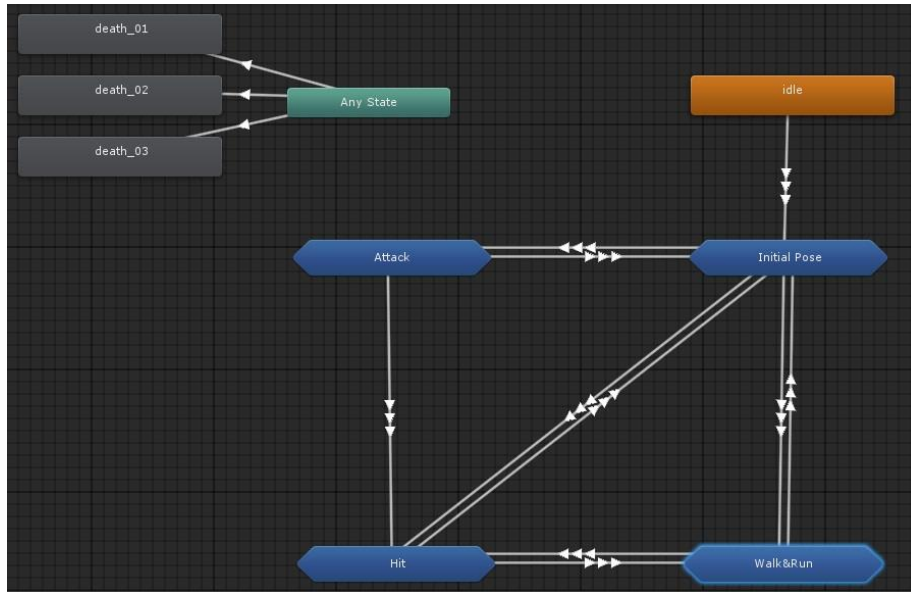 death_01
death_02
Any State
idle
death_03
Attack
Initial Pose
Hit
Walk&Run